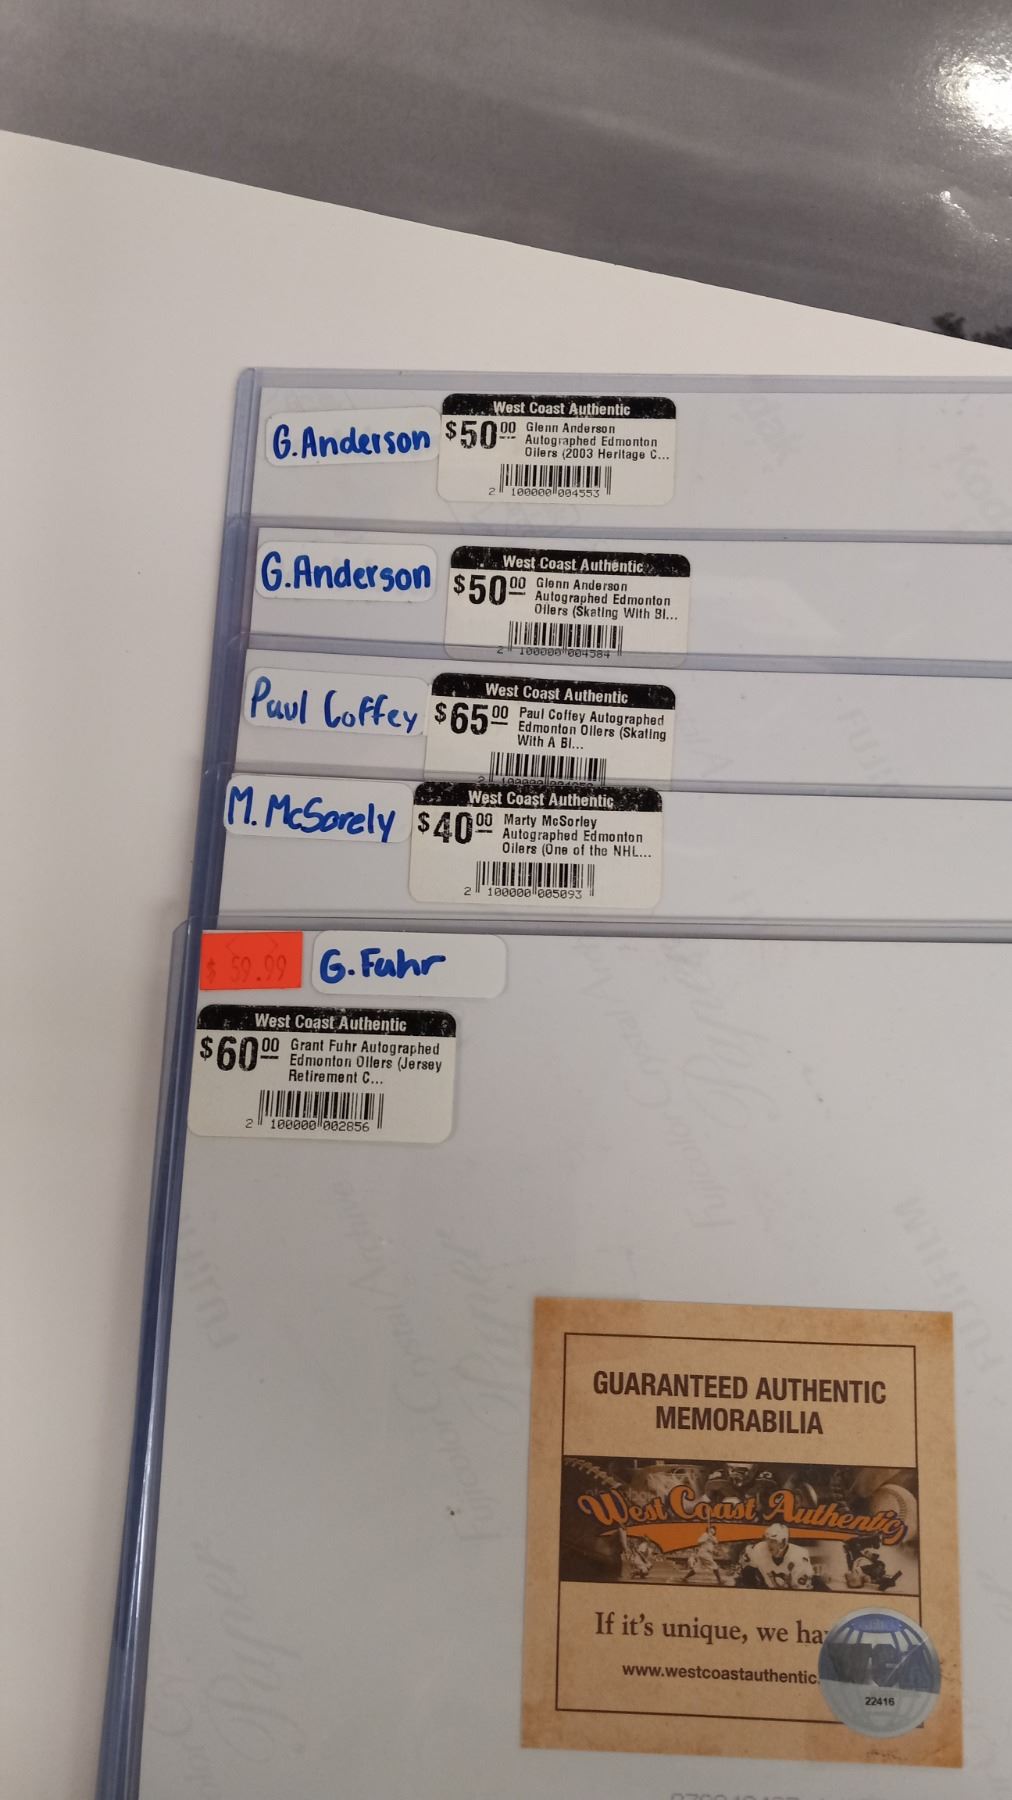 G.Anderson
West Coast Authentic
$50.00 Glenn Anderson
Autographed Edmonton
Oilers (2003 Heritage C...
2 100000 004553
G.Anderson
West Coast Authentic
$50.00 Glenn Anderson
Autographed Edmonton
Oilers (Skating With Bl...
2 100000 004584
Paul Coffey
West Coast Authentic
$65.00 Paul Coffey Autographed
Edmonton Oilers (Skating
With A Bl...
M. McSorely
West Coast Authentic
$40.00 Marty McSorley
Autographed Edmonton
Oilers (One of the NHL...
2 100000 005093
$ 59.99
G. Fuhr
West Coast Authentic
$60.00 Grant Fuhr Autographed
Edmonton Oilers (Jersey
Retirement C...
2 100000 002856
GUARANTEED AUTHENTIC
MEMORABILIA
West Coast Authentic
If it's unique, we ha
www.westcoastauthentic.
WCA
22416